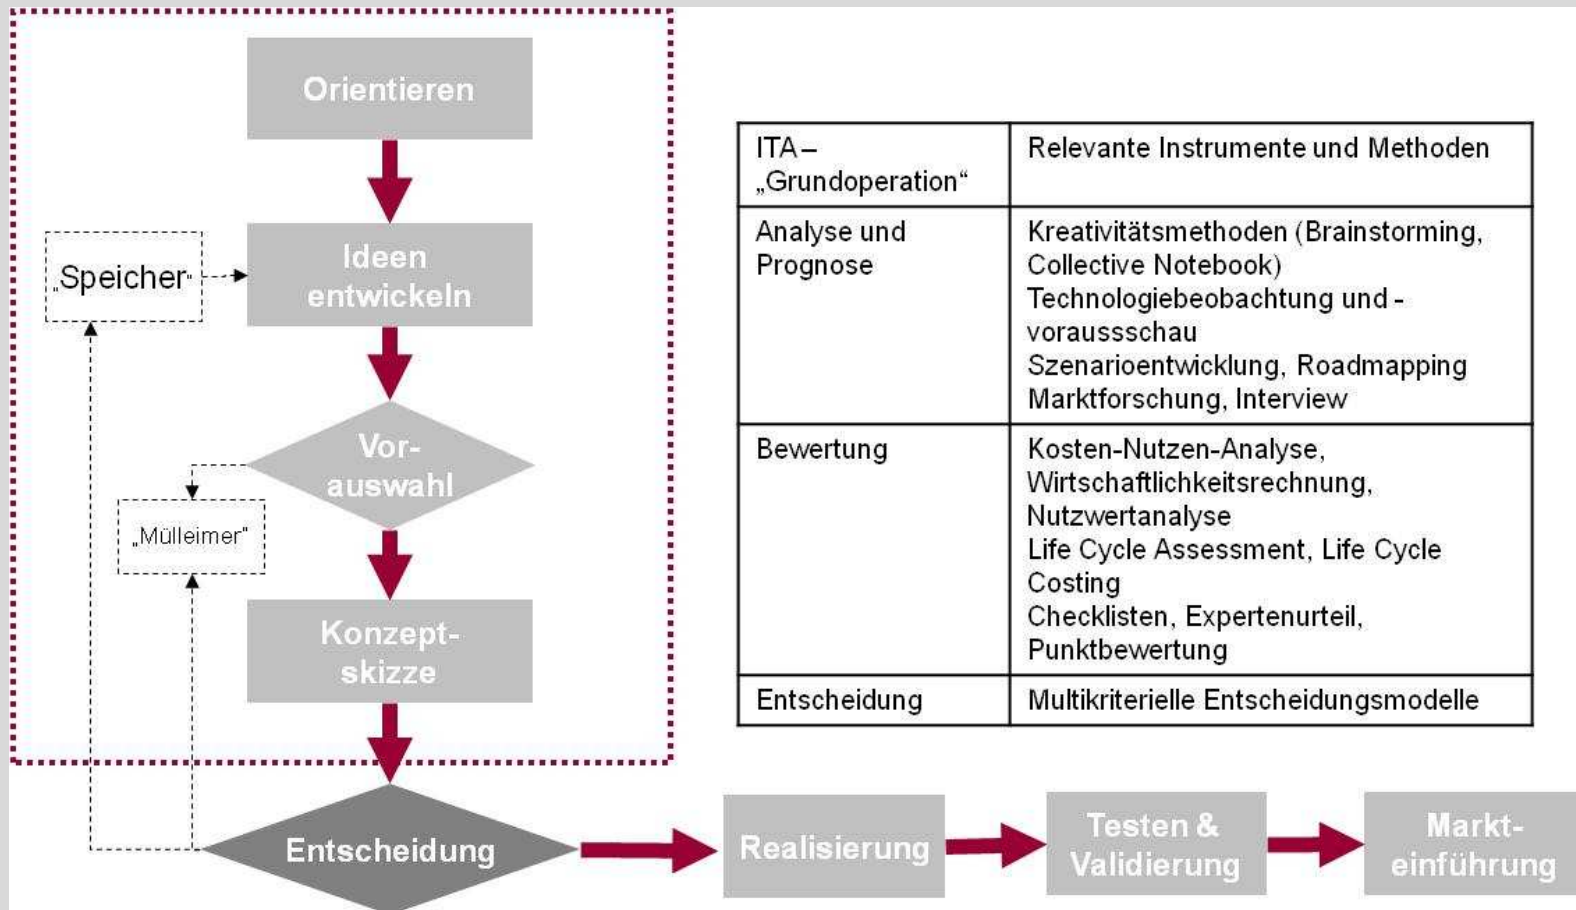 Orientieren
Ideen
entwickeln
„Speicher“
Vor-
auswahl
„Mülleimer“
Konzept-
skizze
Entscheidung
Realisierung
Testen &
Validierung
Markt-
einführung
ITA –
„Grundoperation“
Relevante Instrumente und Methoden
Analyse und
Prognose
Kreativitätsmethoden (Brainstorming,
Collective Notebook)
Technologiebeobachtung und -
voraussschau
Szenarioentwicklung, Roadmapping
Marktforschung, Interview
Bewertung
Kosten-Nutzen-Analyse,
Wirtschaftlichkeitsrechnung,
Nutzwertanalyse
Life Cycle Assessment, Life Cycle
Costing
Checklisten, Expertenurteil,
Punktbewertung
Entscheidung
Multikriterielle Entscheidungsmodelle